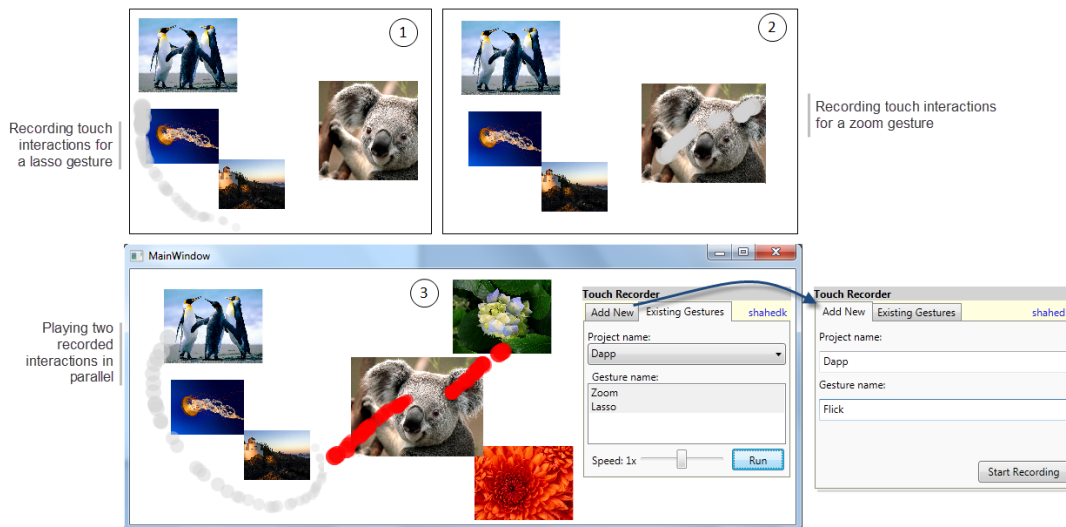 1
2
Recording touch
interactions for
a lasso gesture
Recording touch interactions
for a zoom gesture
MainWindow
3
Playing two
recorded
interactions in
parallel
Touch Recorder
Add New Existing Gestures shahedk
Project name:
Dapp
Gesture name:
Zoom
Lasso
Speed: 1x
Run
Touch Recorder
Add New Existing Gestures shahed
Project name:
Dapp
Gesture name:
Flick
Start Recording